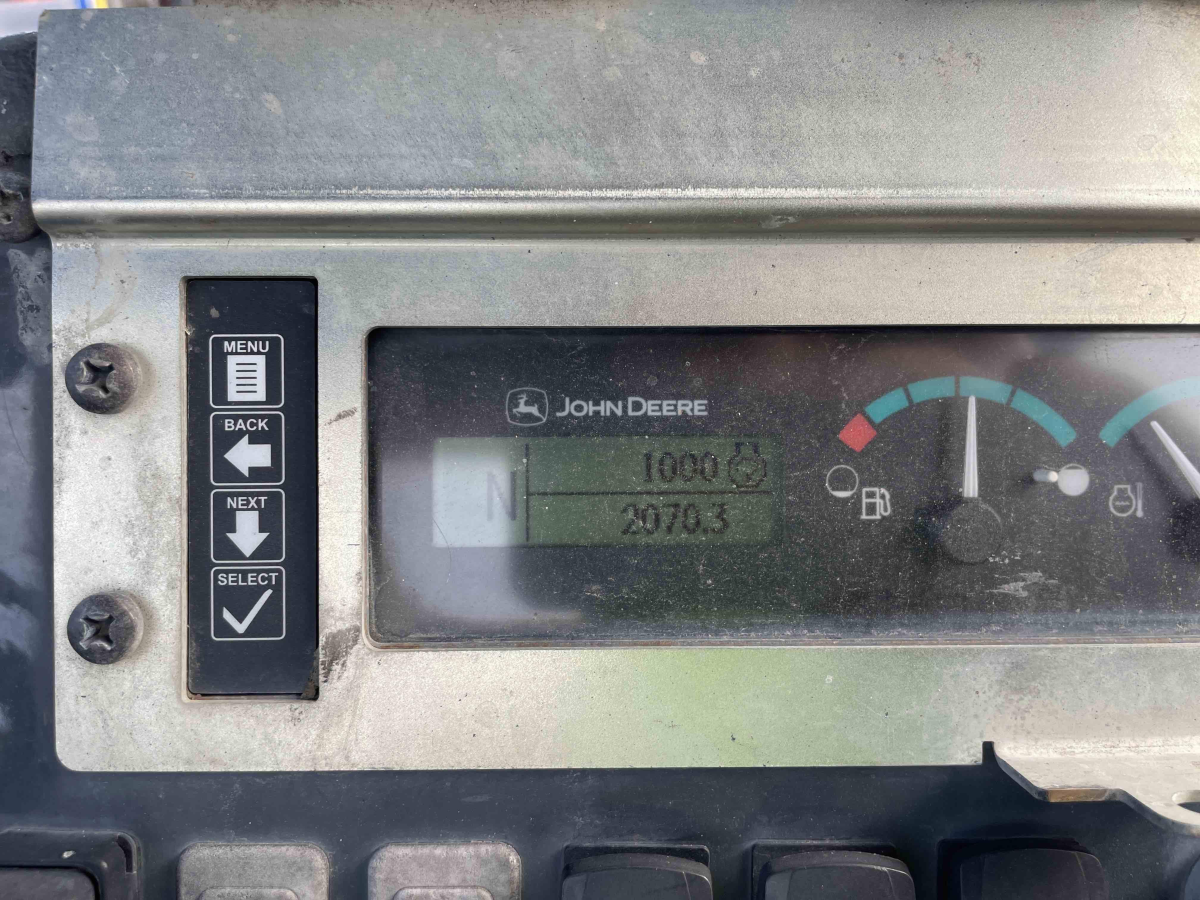 MENU
BACK
NEXT
SELECT
JOHN DEERE
N
1000
2070.3